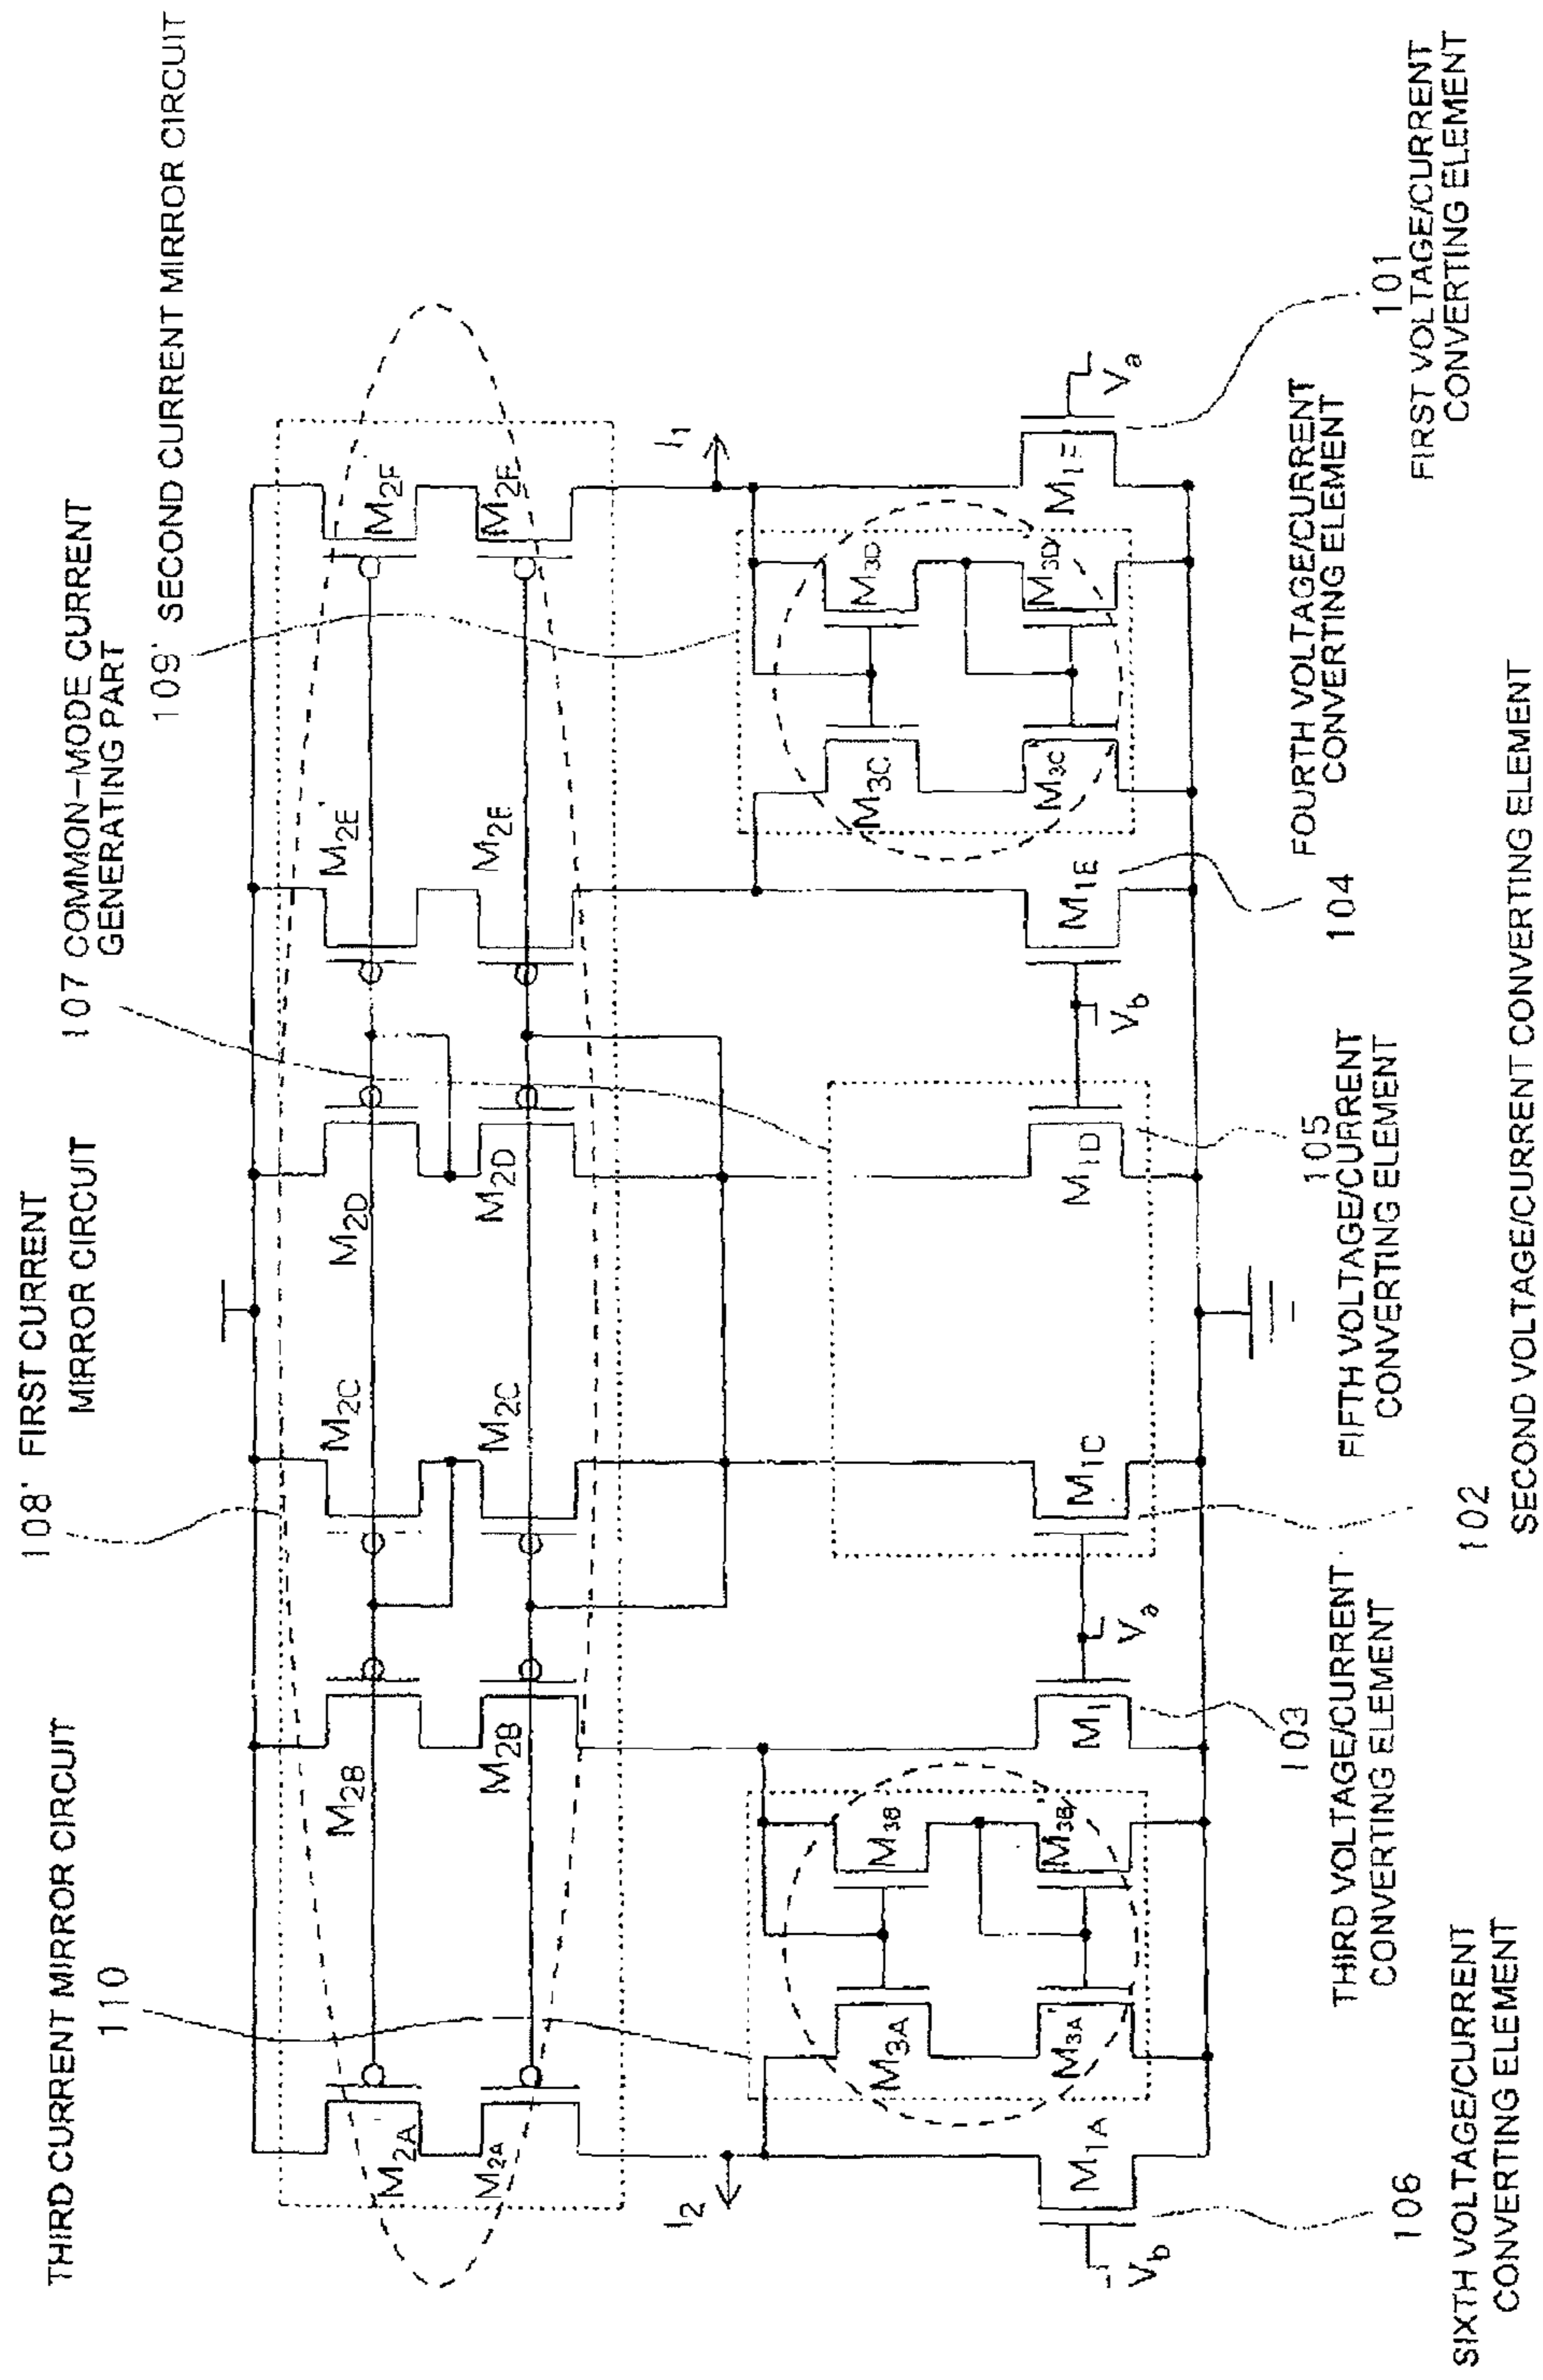 THIRD CURRENT MIRROR CIRCUIT
110
108' FIRST CURRENT
MIRROR CIRCUIT
107 COMMON-MODE CURRENT
GENERATING PART
109' SECOND CURRENT MIRROR CIRCUIT
M2A
M2B
M2C
M2D
M2E
M2F
M2A
M2B
M2C
M2D
M2E
M2F
I2
I1
M3A
M3B
M3C
M3D
M3A
M3B
M3C
M3D
M1A
M1
M1C
M1D
M1E
M1F
Vb
Va
Vb
Va
106
SIXTH VOLTAGE/CURRENT
CONVERTING ELEMENT
103
THIRD VOLTAGE/CURRENT
CONVERTING ELEMENT
102
SECOND VOLTAGE/CURRENT CONVERTING ELEMENT
105
FIFTH VOLTAGE/CURRENT
CONVERTING ELEMENT
104
FOURTH VOLTAGE/CURRENT
CONVERTING ELEMENT
101
FIRST VOLTAGE/CURRENT
CONVERTING ELEMENT